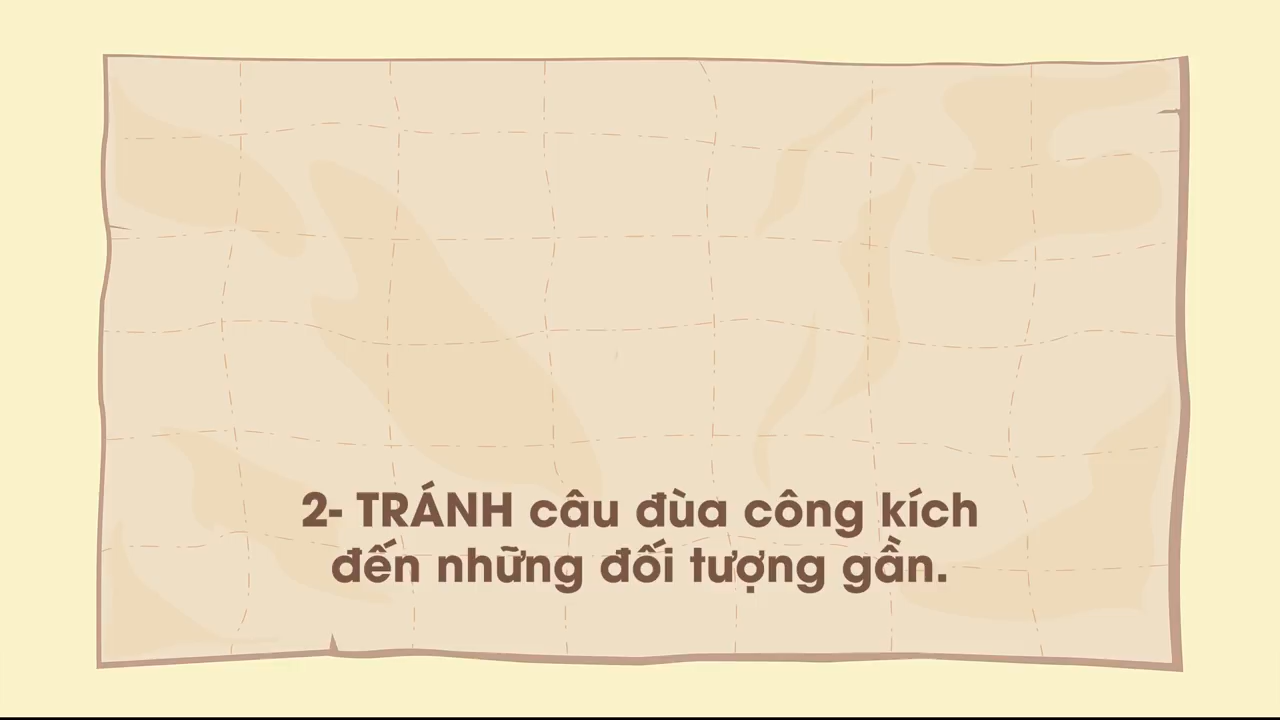 2- TRÁNH câu đùa công kích
đến những đối tượng gần.